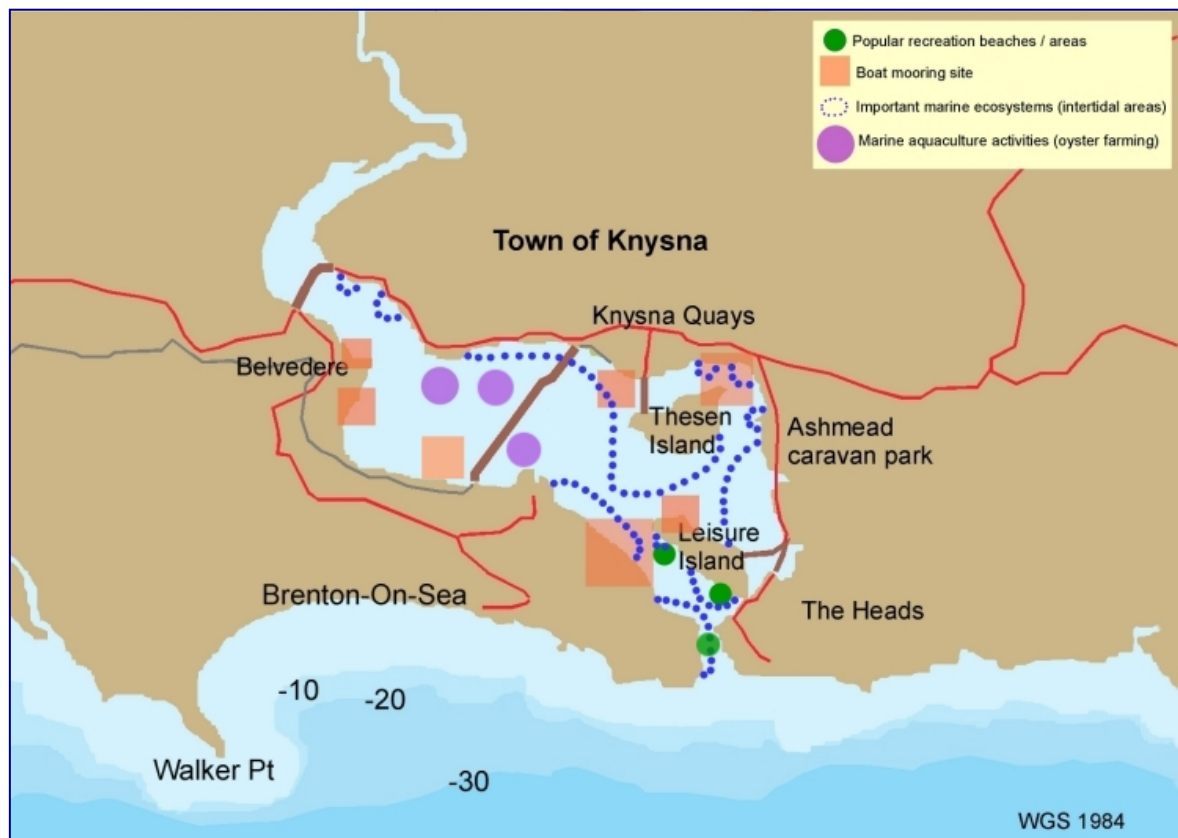 Popular recreation beaches / areas
Boat mooring site
Important marine ecosystems (intertidal areas)
Marine aquaculture activities (oyster farming)
Town of Knysna
Knysna Quays
Belvedere
Thesen
Island
Ashmead
caravan park
Leisure
Island
Brenton-On-Sea
The Heads
-10
-20
Walker Pt
-30
WGS 1984